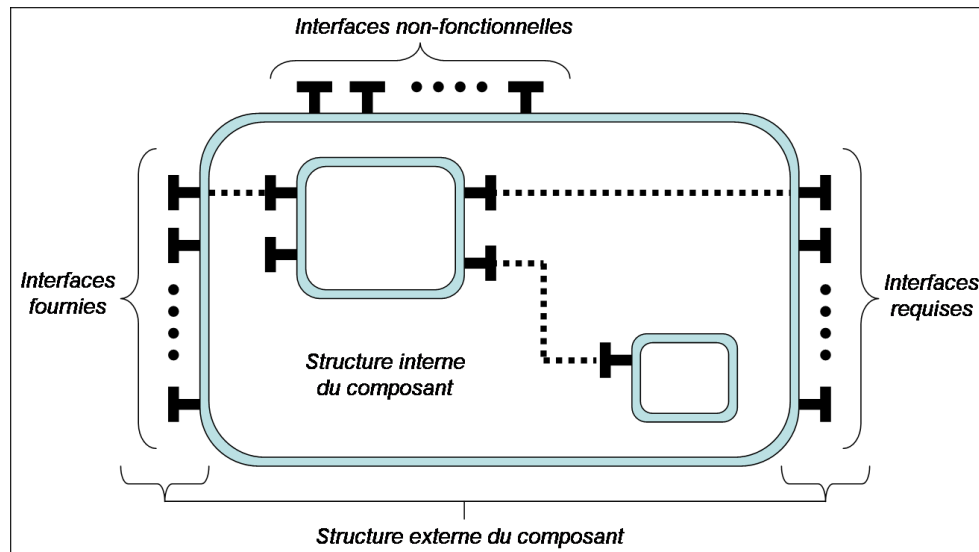 Interfaces non-fonctionnelles
Interfaces
fournies
Interfaces
requises
Structure interne
du composant
Structure externe du composant